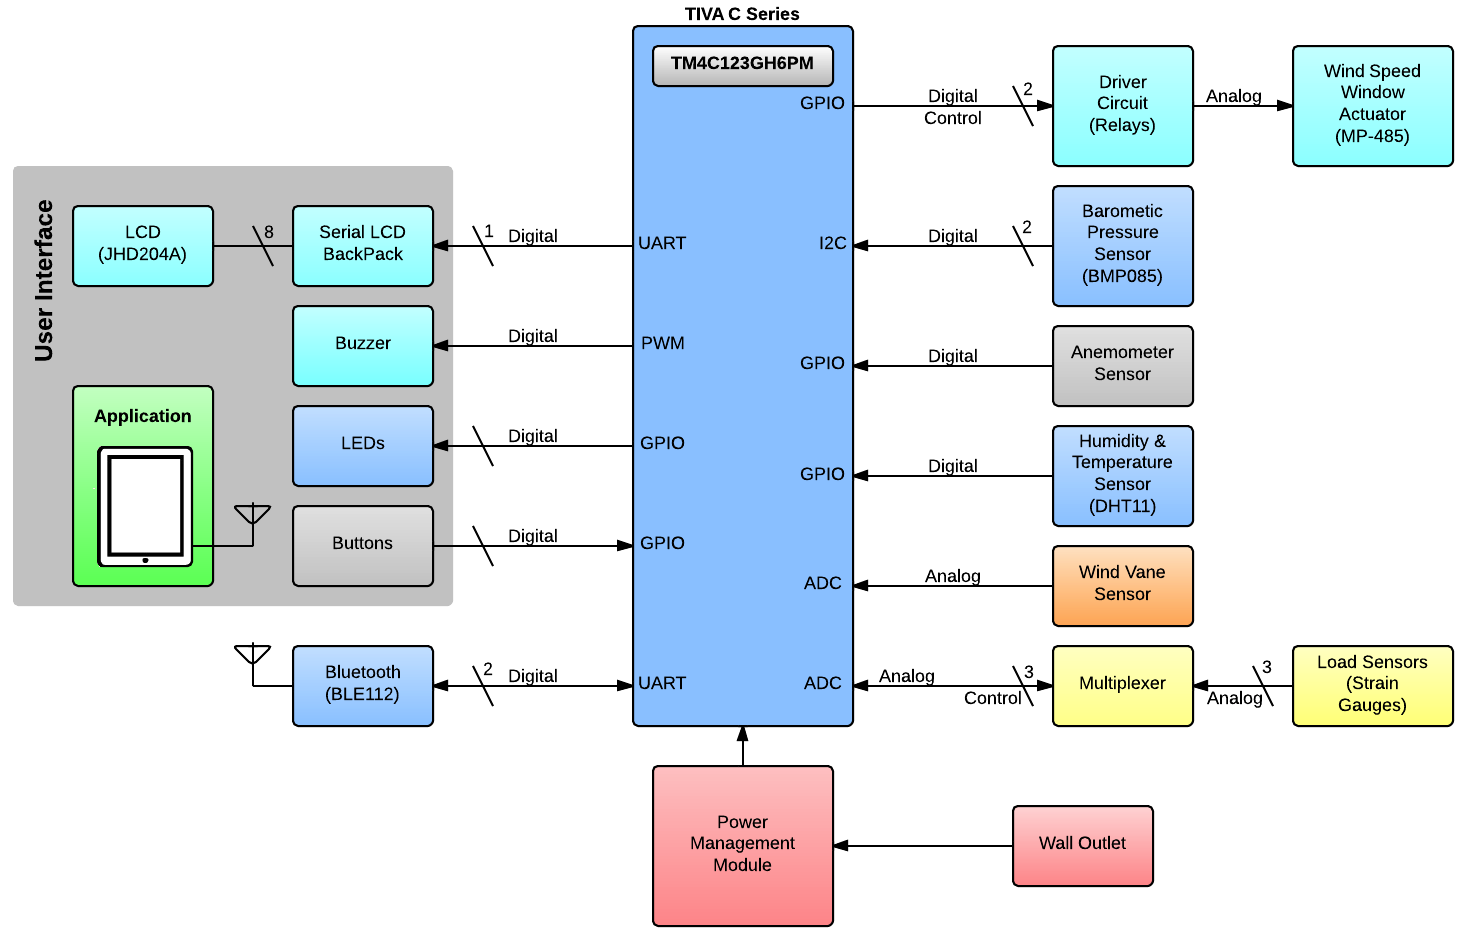 TIVA C Series
TM4C123GH6PM
GPIO
Digital
Control
2
Driver
Circuit
(Relays)
Analog
Wind Speed
Window
Actuator
(MP-485)
User Interface
LCD
(JHD204A)
8
Serial LCD
BackPack
1
Digital
UART
I2C
Digital
2
Barometic
Pressure
Sensor
(BMP085)
Buzzer
Digital
PWM
GPIO
Digital
Anemometer
Sensor
Application
LEDs
Digital
GPIO
GPIO
Digital
Humidity &
Temperature
Sensor
(DHT11)
Buttons
Digital
GPIO
ADC
Analog
Wind Vane
Sensor
Bluetooth
(BLE112)
2
Digital
UART
ADC
Analog
Control
3
Multiplexer
3
Analog
Load Sensors
(Strain
Gauges)
Power
Management
Module
Wall Outlet